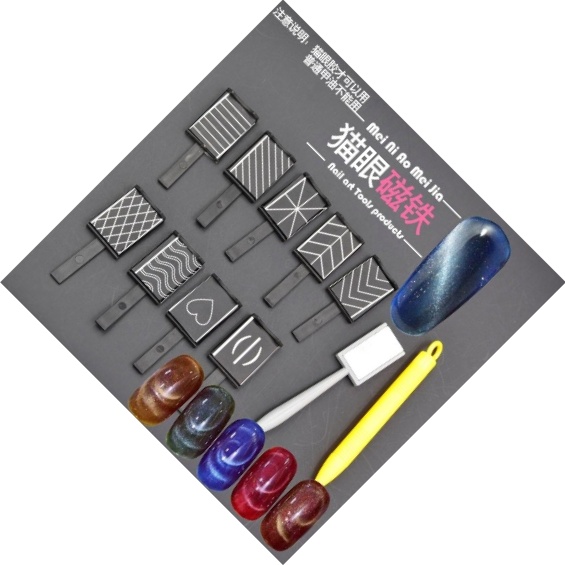 注意说明：
猫眼胶才可以用
普通甲油不能用
Mei Ni Ao Mei Jia
猫眼磁铁
Nail art Tools products